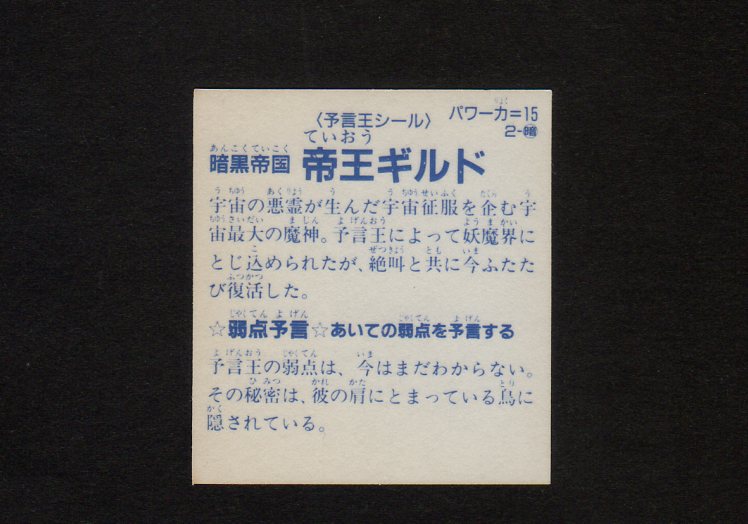 〈予言王シール〉 パワー力=15
2-㊙暗
暗黒帝国 帝王ギルド
宇宙の悪霊が生んだ宇宙征服を企む宇
宙最大の魔神。予言王によって妖魔界に
とじ込められたが、絶叫と共に今ふたた
び復活した。
☆弱点予言☆あいての弱点を予言する
予言王の弱点は、今はまだわからない。
その秘密は、彼の肩にとまっている鳥に
隠されている。